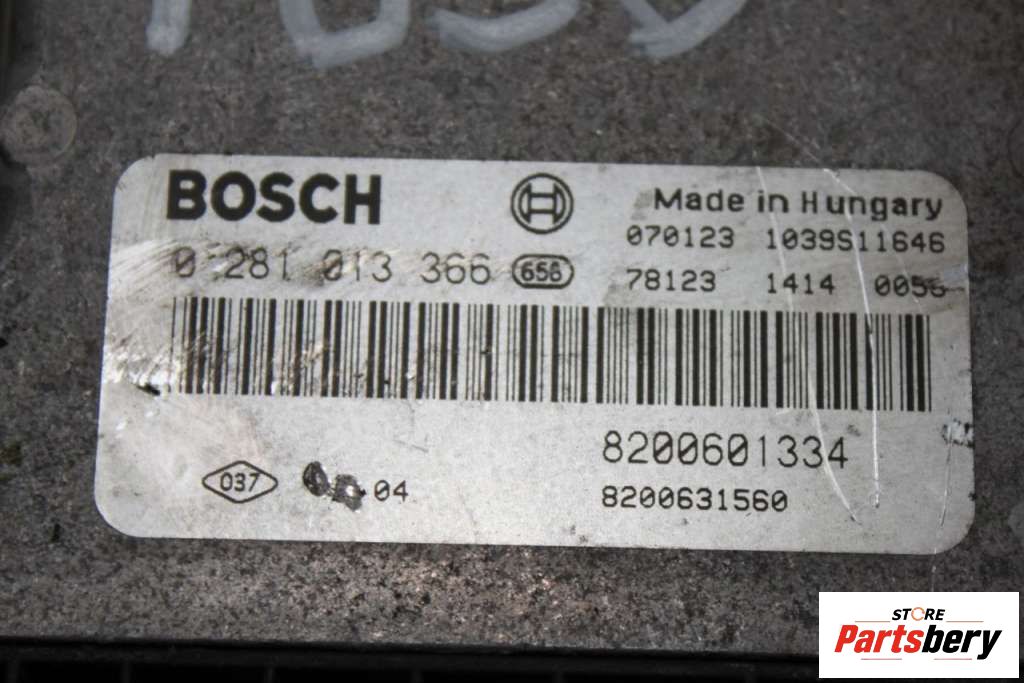 BOSCH
Made in Hungary
070123 1039S11646
0 281 013 366 656
78123 1414 0056
8200601334
037 04
8200631560
STORE
Partsbery